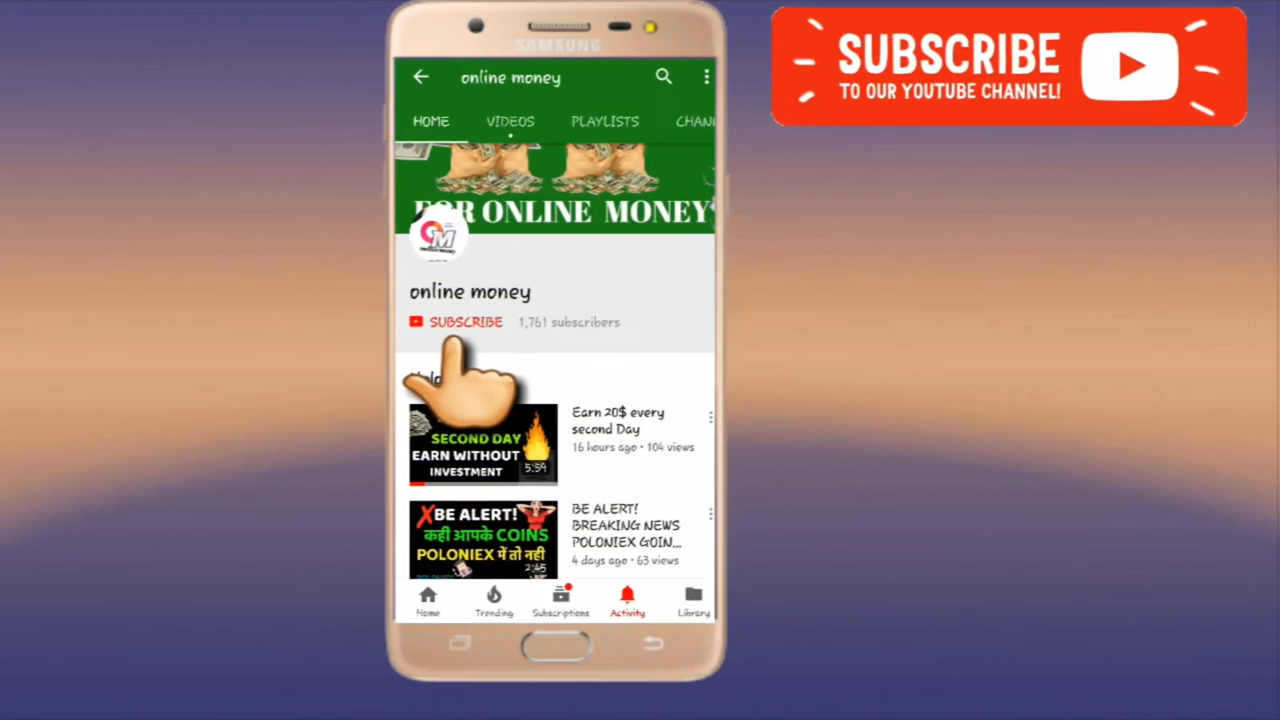 SAMSUNG
online money
HOME VIDEOS PLAYLISTS CHAN
FOR ONLINE MONEY
OM
online money
SUBSCRIBE 1,761 subscribers
SECOND DAY
EARN WITHOUT
INVESTMENT
5:59
Earn 20$ every
second Day
16 hours ago • 104 views
BE ALERT!
कही आपके COINS
POLONIEX में तो नही
2:45
BE ALERT!
BREAKING NEWS
POLONIEX GOIN...
4 days ago • 63 views
Home Trending Subscriptions Activity Library
SUBSCRIBE
TO OUR YOUTUBE CHANNEL!